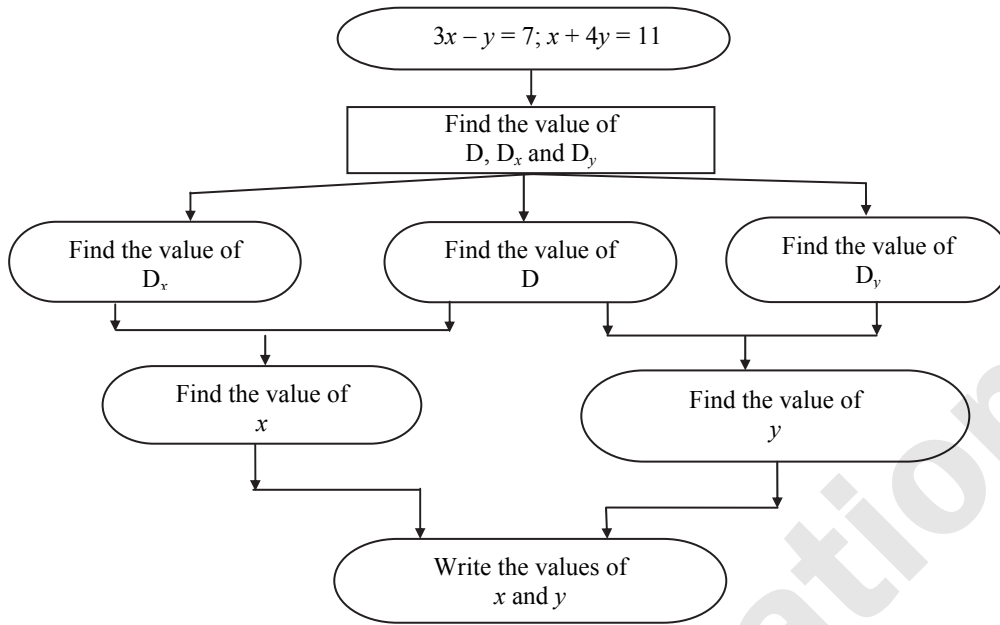 3x – y = 7; x + 4y = 11
Find the value of
D, Dx and Dy
Find the value of
Dx
Find the value of
D
Find the value of
Dy
Find the value of
x
Find the value of
y
Write the values of
x and y
ation